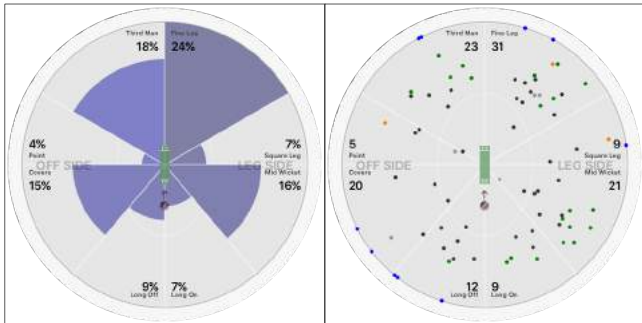 Third Man Fine Leg
18% 24%
4% 7%
Point Square Leg
OFF SIDE LEG SIDE
Covers Mid Wicket
15% 16%
9% 7%
Long Off Long On
Third Man Fine Leg
23 31
5 9
Point Square Leg
OFF SIDE LEG SIDE
Covers Mid Wicket
20 21
12 9
Long Off Long On